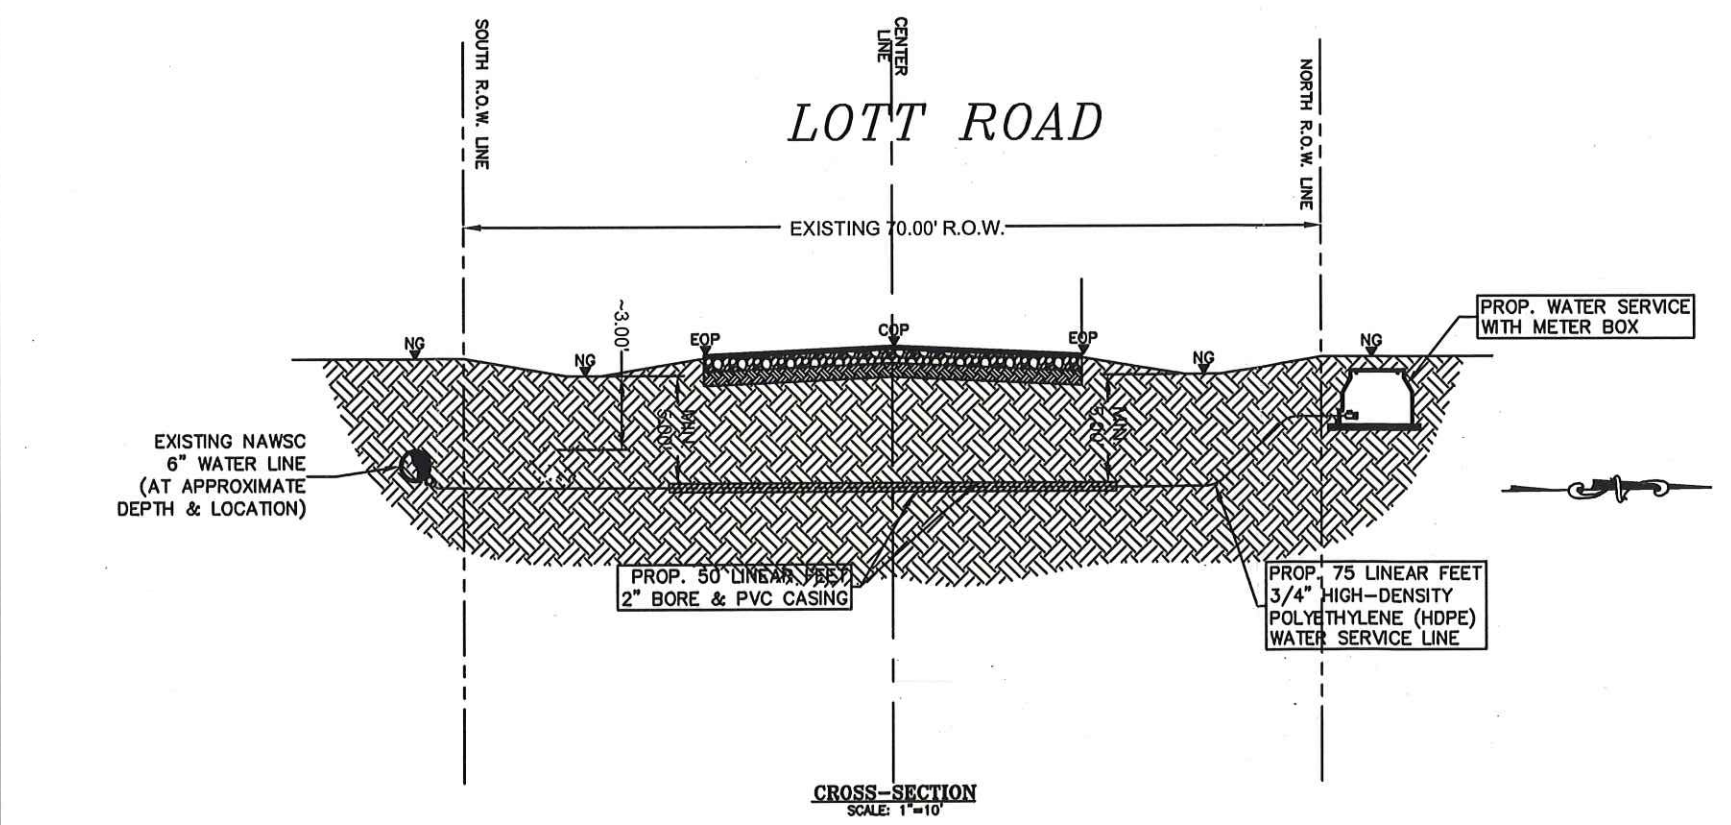 SOUTH R.O.W. LINE
CENTER
LINE
NORTH R.O.W. LINE
LOTT ROAD
EXISTING 70.00' R.O.W.
~3.00'
PROP. WATER SERVICE
WITH METER BOX
NG
NG
EOP
COP
EOP
NG
NG
MIN.
5.00'
MIN.
5.00'
EXISTING NAWSC
6" WATER LINE
(AT APPROXIMATE
DEPTH & LOCATION)
PROP. 50 LINEAR FEET
2" BORE & PVC CASING
PROP. 75 LINEAR FEET
3/4" HIGH-DENSITY
POLYETHYLENE (HDPE)
WATER SERVICE LINE
CROSS-SECTION
SCALE: 1"=10'